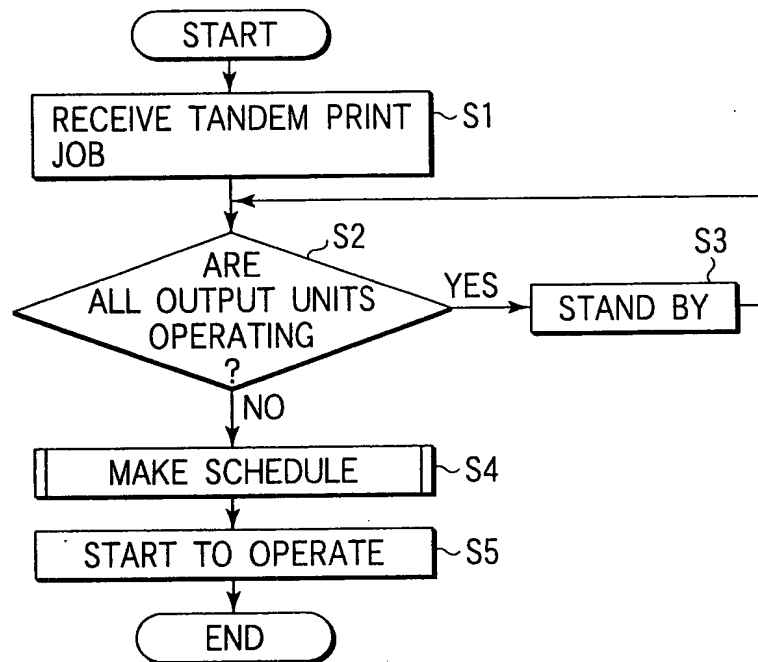 START
RECEIVE TANDEM PRINT
JOB
S1
S2
ARE
ALL OUTPUT UNITS
OPERATING
?
YES
S3
STAND BY
NO
MAKE SCHEDULE
S4
START TO OPERATE
S5
END